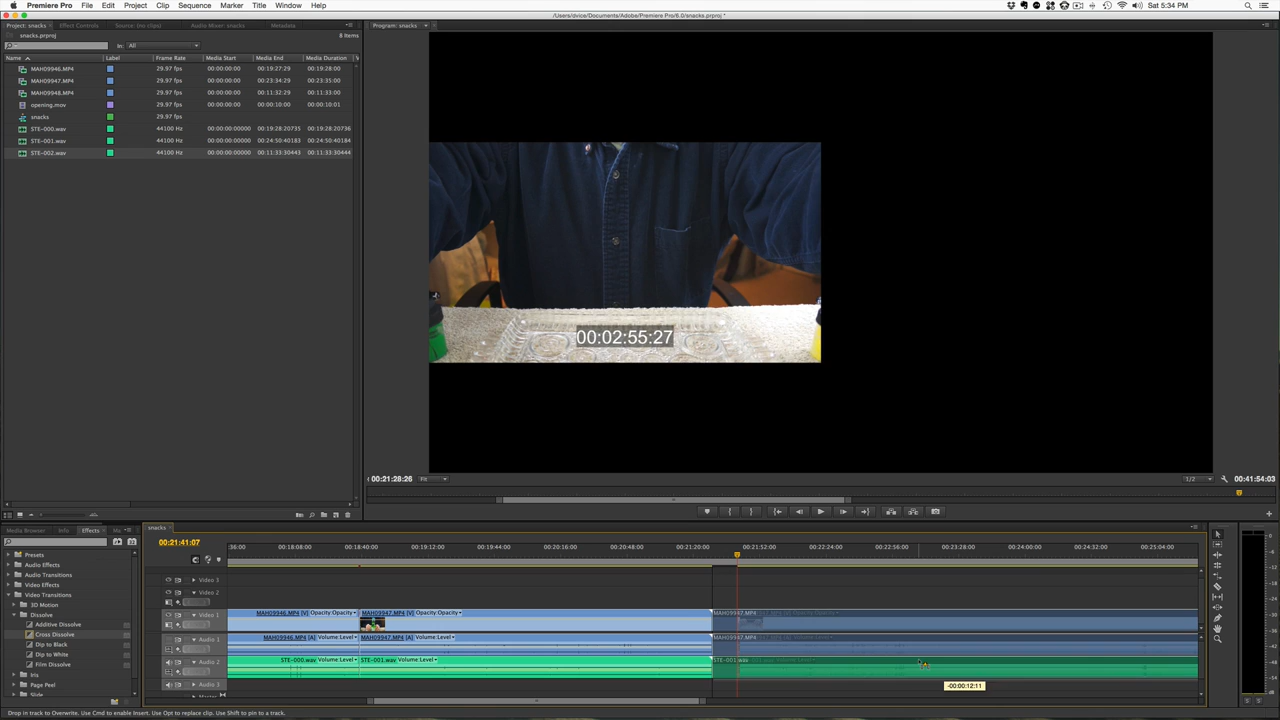 Premiere Pro File Edit Project Clip Sequence Marker Title Window Help Sat 5:34 PM
/Users/dvice/Documents/Adobe/Premiere Pro/6.0/snacks.prproj *
Project: snacks Effect Controls Source: (no clips) Audio Mixer: snacks Metadata Program: snacks
snacks.prproj 8 Items
In: All
Name Label Frame Rate Media Start Media End Media Duration
MAH09946.MP4 29.97 fps 00:00:00:00 00:19:27:29 00:19:28:00
MAH09947.MP4 29.97 fps 00:00:00:00 00:23:34:29 00:23:35:00
MAH09948.MP4 29.97 fps 00:00:00:00 00:11:32:29 00:11:33:00
opening.mov 29.97 fps 00:00:00:00 00:00:10:00 00:00:10:01
snacks 29.97 fps
STE-000.wav 44100 Hz 00:00:00:00000 00:19:28:20735 00:19:28:20736
STE-001.wav 44100 Hz 00:00:00:00000 00:24:50:40183 00:24:50:40184
STE-002.wav 44100 Hz 00:00:00:00000 00:11:33:30443 00:11:33:30444
00:02:55:27
00:21:28:26 Fit 1/2 00:41:54:03
Media Browser Info Effects
snacks
00:21:41:07
:36:00 00:18:08:00 00:18:40:00 00:19:12:00 00:19:44:00 00:20:16:00 00:20:48:00 00:21:20:00 00:21:52:00 00:22:24:00 00:22:56:00 00:23:28:00 00:24:00:00 00:24:32:00 00:25:04:00
Presets
Audio Effects
Audio Transitions
Video Effects
Video Transitions
3D Motion
Dissolve
Additive Dissolve
Cross Dissolve
Dip to Black
Dip to White
Film Dissolve
Iris
Page Peel
Slide
Video 3
Video 2
Video 1 MAH09946.MP4 [V] Opacity:Opacity MAH09947.MP4 [V] Opacity:Opacity MAH09947.MP4
Audio 1 MAH09946.MP4 [A] Volume:Level MAH09947.MP4 [A] Volume:Level MAH09947.MP4
Audio 2 STE-000.wav Volume:Level STE-001.wav Volume:Level STE-001.wav
Audio 3
-00:00:12:11
Drop in track to Overwrite. Use Cmd to enable Insert. Use Opt to replace clip. Use Shift to pin to a track.